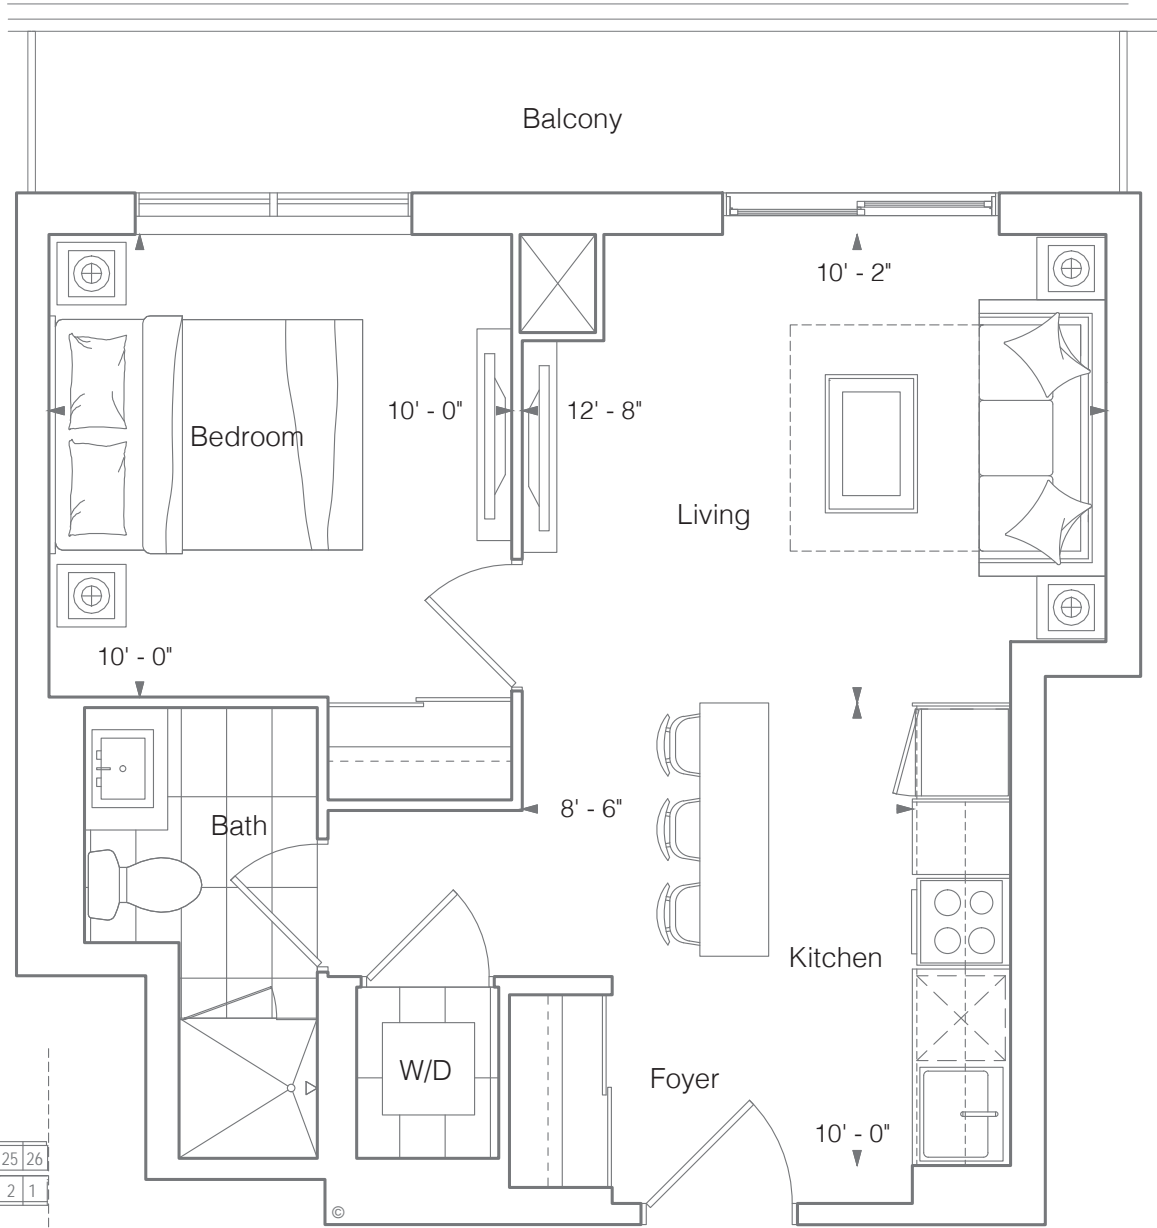 Balcony
10' - 2"
10' - 0" 12' - 8"
Bedroom
Living
10' - 0"
8' - 6"
Bath
Kitchen
W/D
Foyer
10' - 0"
25 26
2 1
©